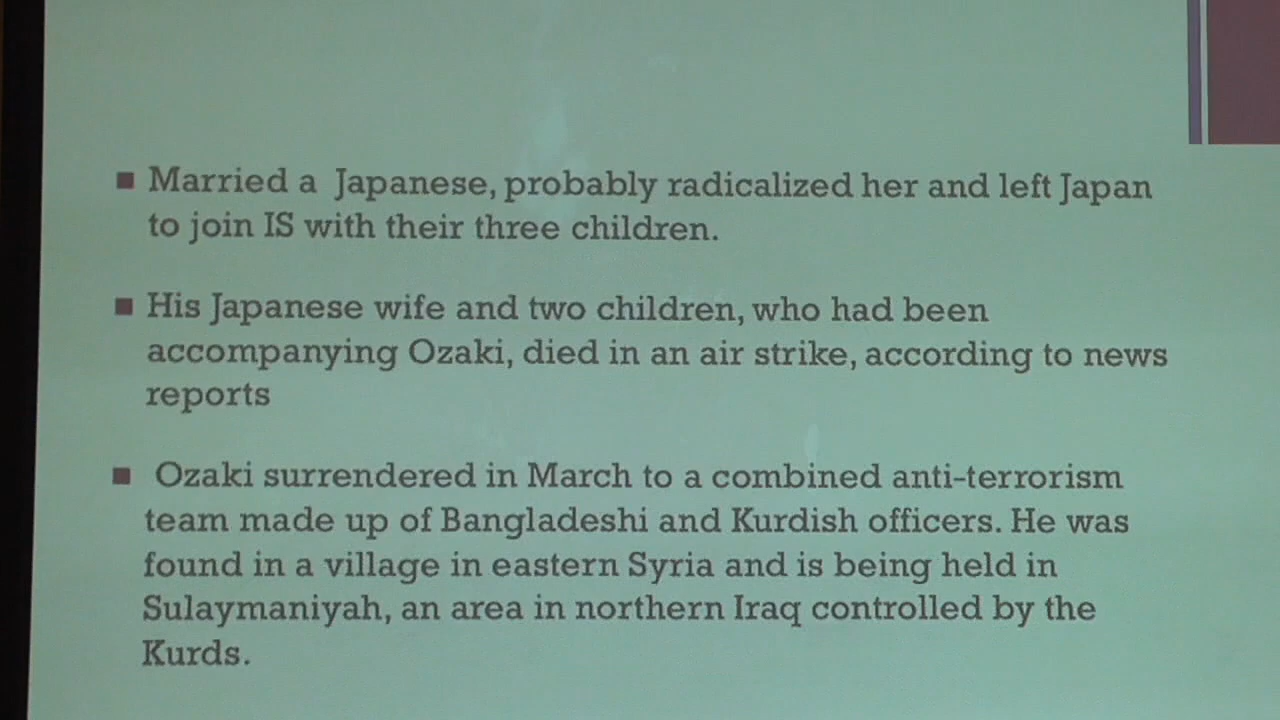 ■ Married a Japanese, probably radicalized her and left Japan
to join IS with their three children.
■ His Japanese wife and two children, who had been
accompanying Ozaki, died in an air strike, according to news
reports
■ Ozaki surrendered in March to a combined anti-terrorism
team made up of Bangladeshi and Kurdish officers. He was
found in a village in eastern Syria and is being held in
Sulaymaniyah, an area in northern Iraq controlled by the
Kurds.